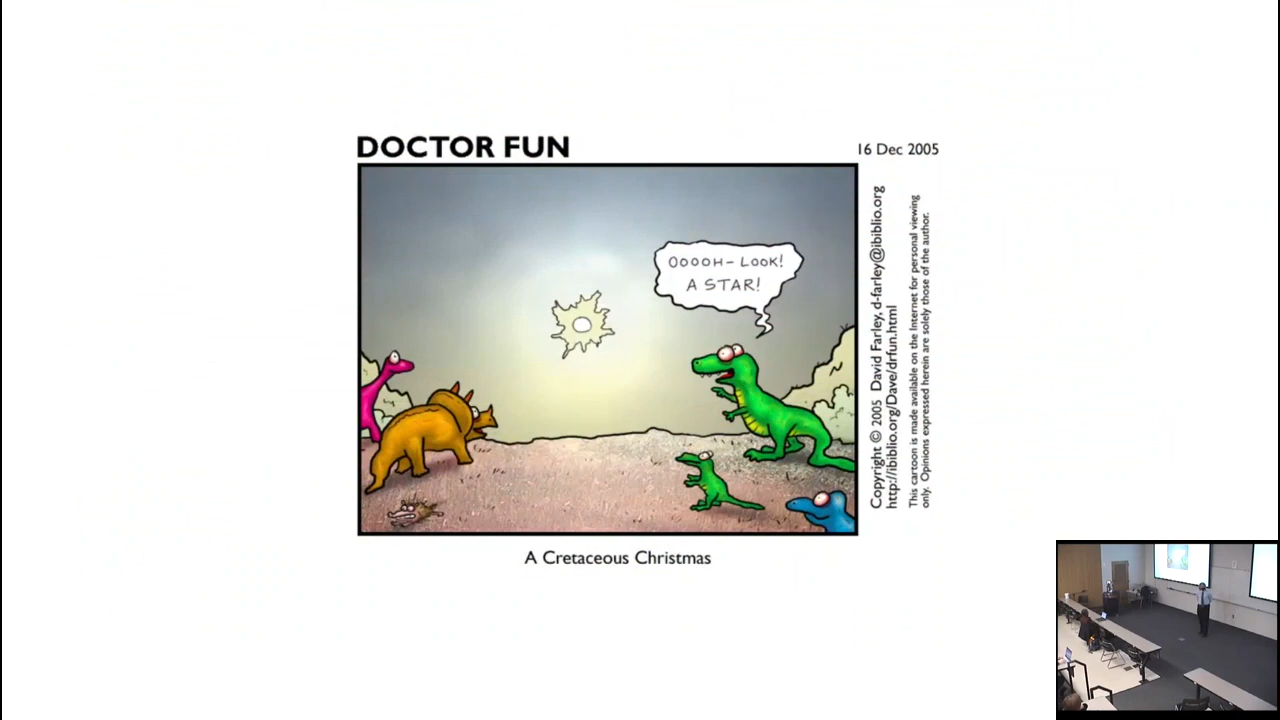 DOCTOR FUN
16 Dec 2005
OOOOH - LOOK!
A STAR!
Copyright © 2005 David Farley, d-farley@ibiblio.org
http://ibiblio.org/Dave/drfun.html
This cartoon is made available on the Internet for personal viewing
only. Opinions expressed herein are solely those of the author.
A Cretaceous Christmas